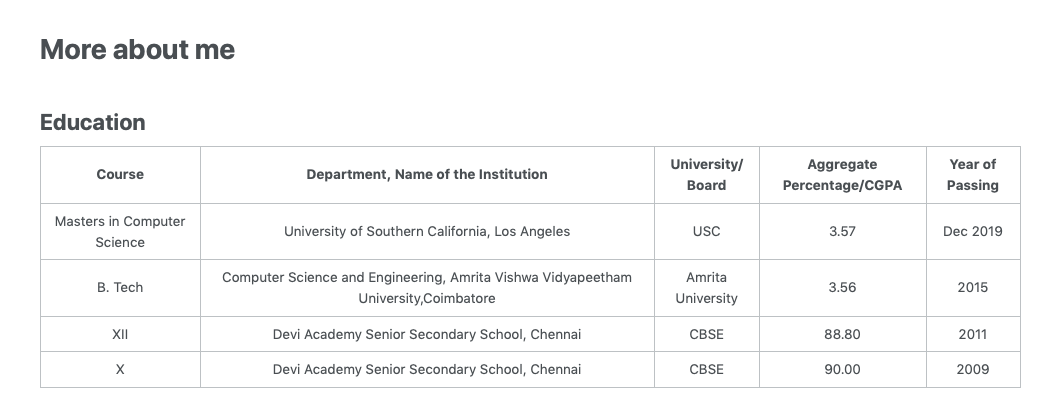 More about me
Education
Course
Department, Name of the Institution
University/
Board
Aggregate
Percentage/CGPA
Year of
Passing
Masters in Computer
Science
University of Southern California, Los Angeles
USC
3.57
Dec 2019
B. Tech
Computer Science and Engineering, Amrita Vishwa Vidyapeetham
University,Coimbatore
Amrita
University
3.56
2015
XII
Devi Academy Senior Secondary School, Chennai
CBSE
88.80
2011
X
Devi Academy Senior Secondary School, Chennai
CBSE
90.00
2009